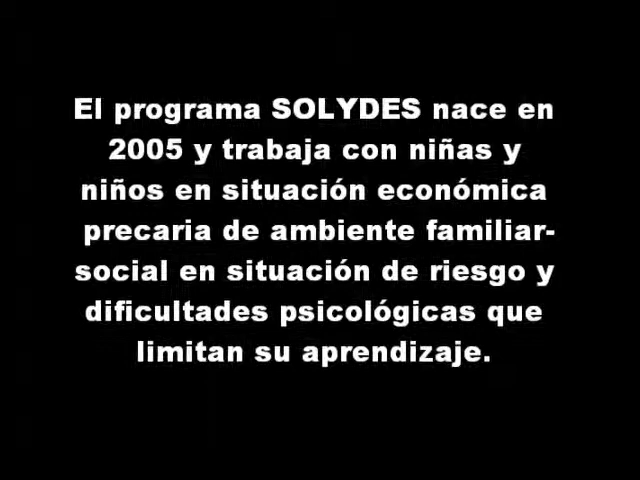 El programa SOLYDES nace en
2005 y trabaja con niñas y
niños en situación económica
precaria de ambiente familiar-
social en situación de riesgo y
dificultades psicológicas que
limitan su aprendizaje.